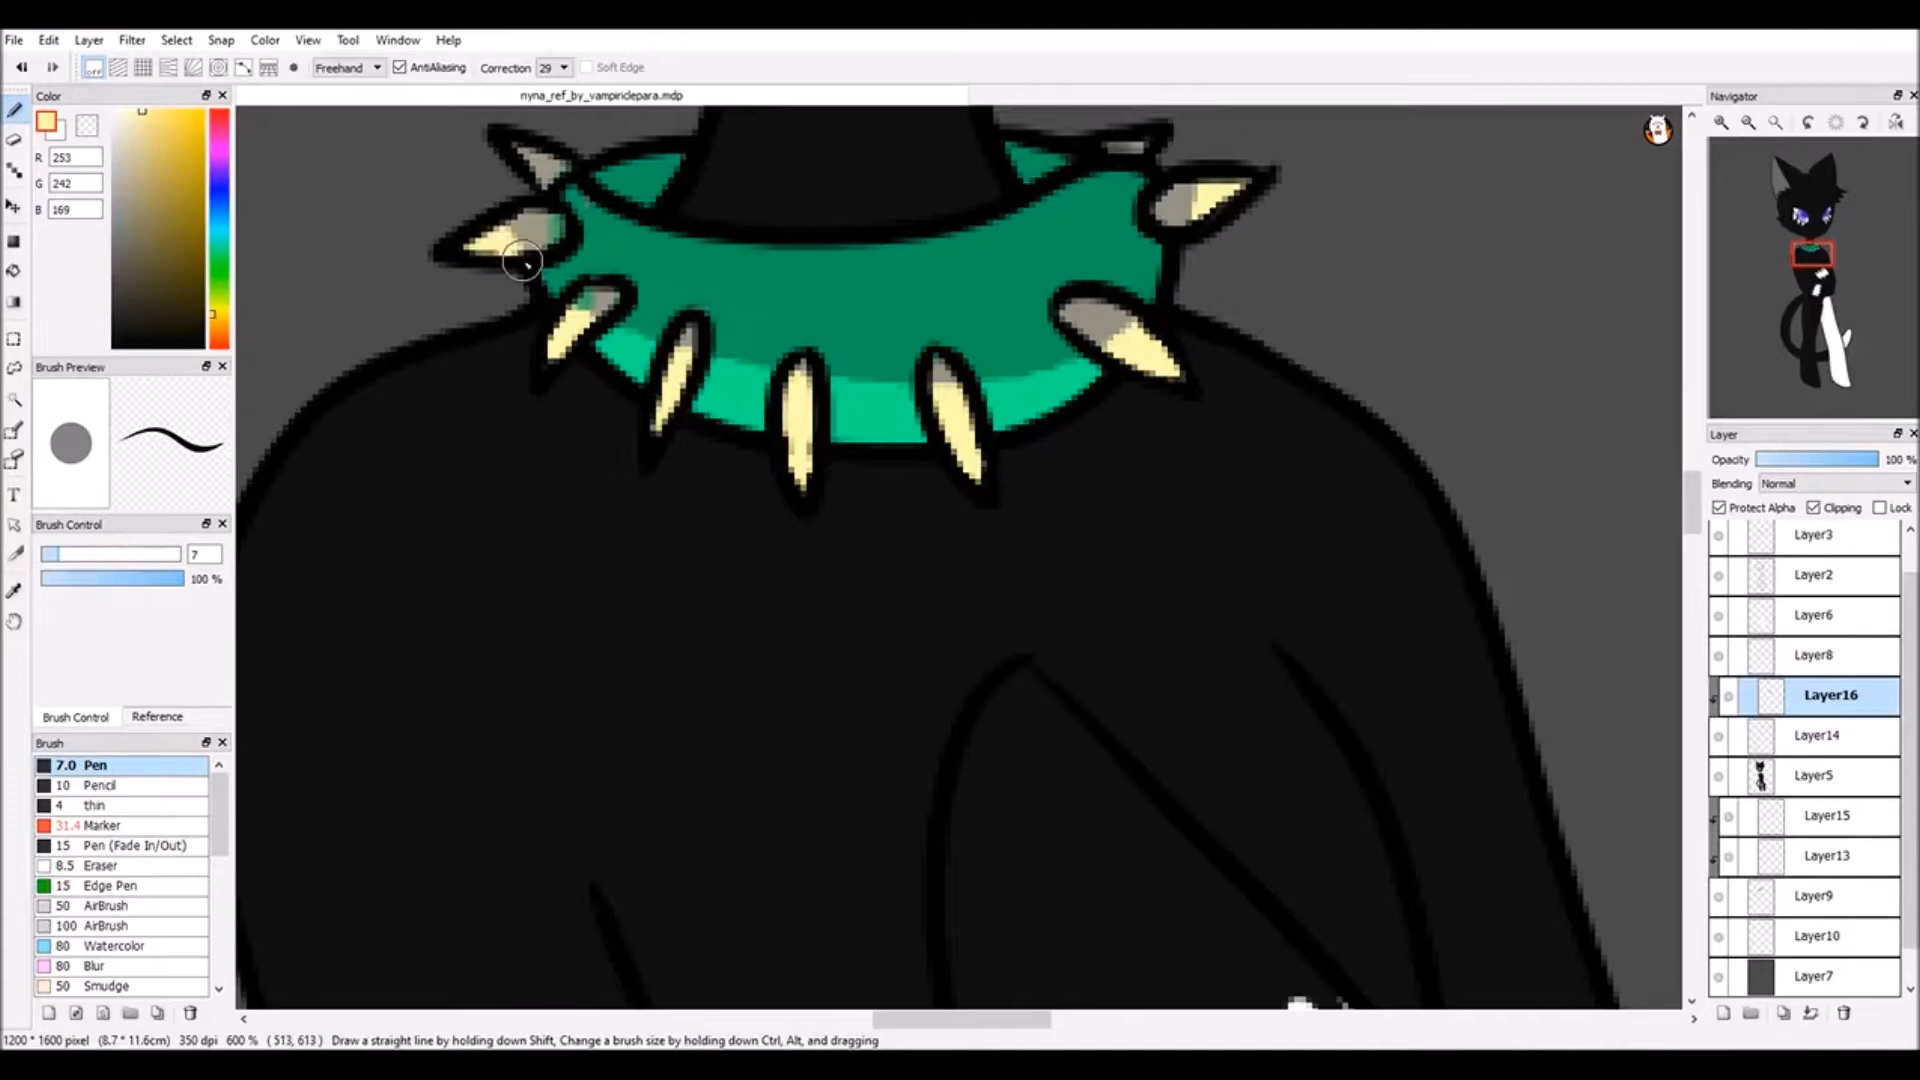 File Edit Layer Filter Select Snap Color View Tool Window Help
off Freehand AntiAliasing Correction 29 Soft Edge
Color
nyna_ref_by_vampiridepara.mdp
Navigator
R 253
G 242
B 169
Brush Preview
Layer
Opacity 100 %
Blending Normal
Protect Alpha Clipping Lock
Brush Control
7
100 %
Layer3
Layer2
Layer6
Layer8
Layer16
Layer14
Layer5
Layer15
Layer13
Layer9
Layer10
Layer7
Brush Control Reference
Brush
7.0 Pen
10 Pencil
4 thin
31.4 Marker
15 Pen (Fade In/Out)
8.5 Eraser
15 Edge Pen
50 AirBrush
100 AirBrush
80 Watercolor
80 Blur
50 Smudge
1200 * 1600 pixel (8.7 * 11.6cm) 350 dpi 600 % ( 513, 613 ) Draw a straight line by holding down Shift, Change a brush size by holding down Ctrl, Alt, and dragging